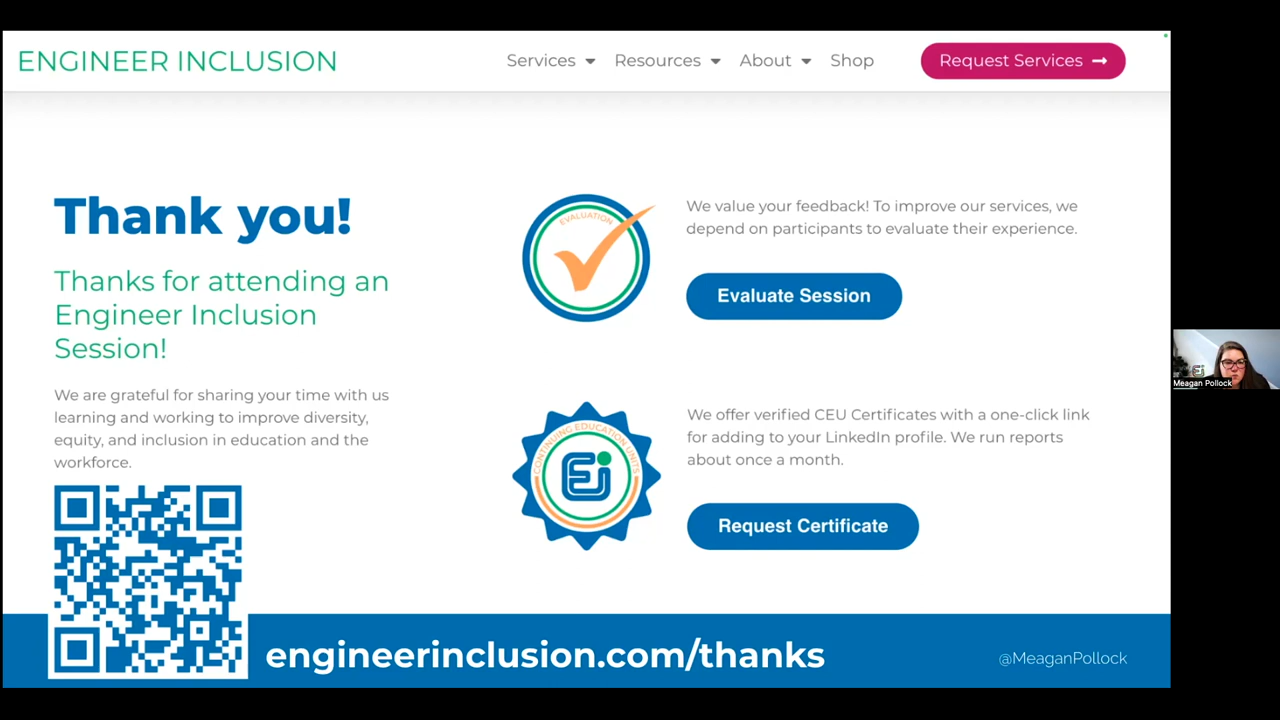 ENGINEER INCLUSION
Services
Resources
About
Shop
Request Services
Thank you!
Thanks for attending an
Engineer Inclusion
Session!
We are grateful for sharing your time with us
learning and working to improve diversity,
equity, and inclusion in education and the
workforce.
EVALUATION
We value your feedback! To improve our services, we
depend on participants to evaluate their experience.
Evaluate Session
CONTINUING EDUCATION UNITS
Ei
We offer verified CEU Certificates with a one-click link
for adding to your LinkedIn profile. We run reports
about once a month.
Request Certificate
engineerinclusion.com/thanks
@MeaganPollock
Ei
Meagan Pollock